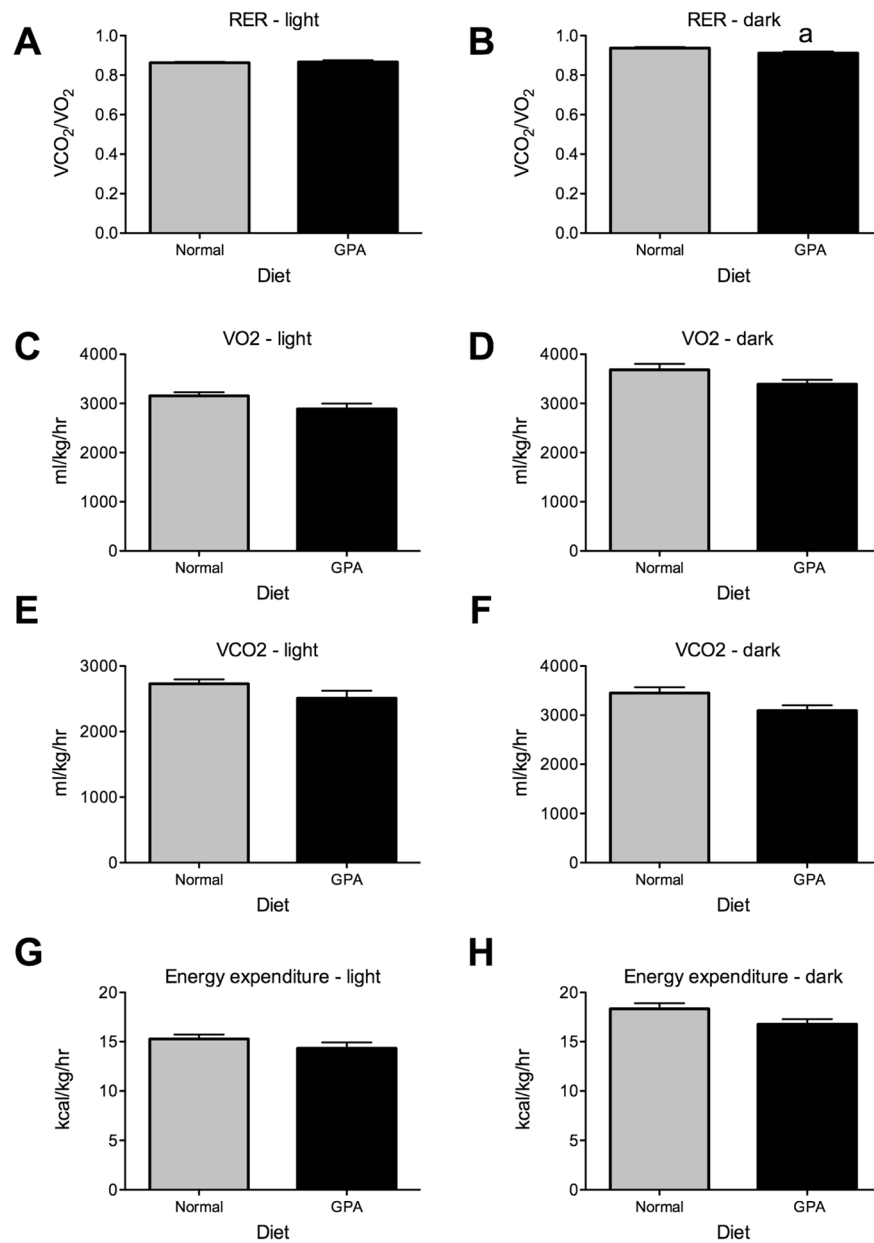 A
RER - light
VCO₂/VO₂
1.0
0.8
0.6
0.4
0.2
0.0
Normal
GPA
Diet
B
RER - dark
a
VCO₂/VO₂
1.0
0.8
0.6
0.4
0.2
0.0
Normal
GPA
Diet
C
VO2 - light
ml/kg/hr
4000
3000
2000
1000
0
Normal
GPA
Diet
D
VO2 - dark
ml/kg/hr
4000
3000
2000
1000
0
Normal
GPA
Diet
E
VCO2 - light
ml/kg/hr
3000
2000
1000
0
Normal
GPA
Diet
F
VCO2 - dark
ml/kg/hr
4000
3000
2000
1000
0
Normal
GPA
Diet
G
Energy expenditure - light
kcal/kg/hr
20
15
10
5
0
Normal
GPA
Diet
H
Energy expenditure - dark
kcal/kg/hr
20
15
10
5
0
Normal
GPA
Diet